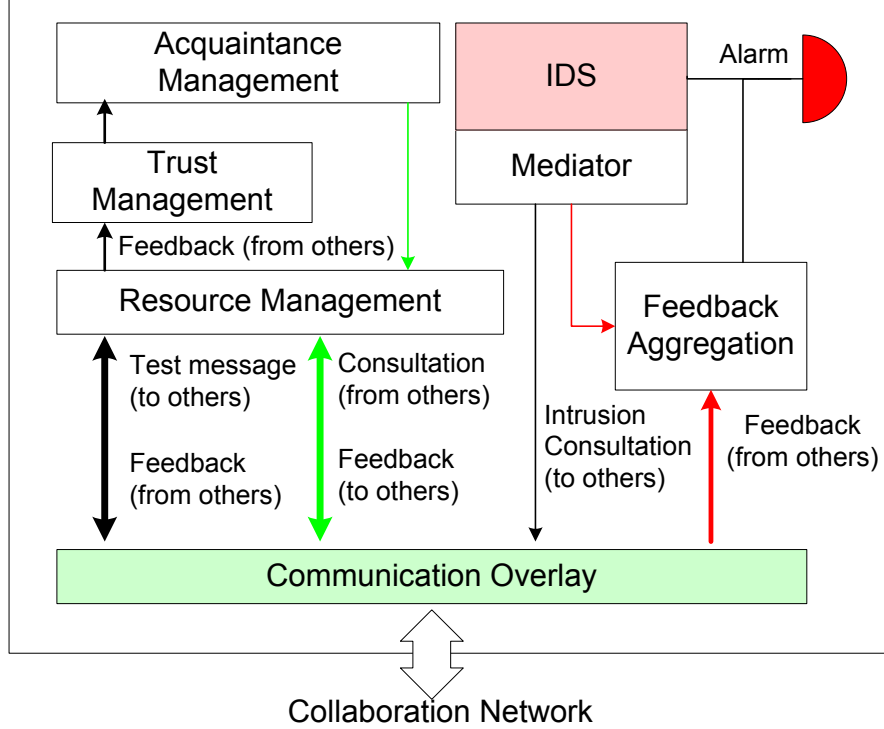 Acquaintance
Management
IDS
Alarm
Trust
Management
Mediator
Feedback (from others)
Resource Management
Feedback
Aggregation
Test message
(to others)
Consultation
(from others)
Feedback
(from others)
Feedback
(to others)
Intrusion
Consultation
(to others)
Feedback
(from others)
Communication Overlay
Collaboration Network